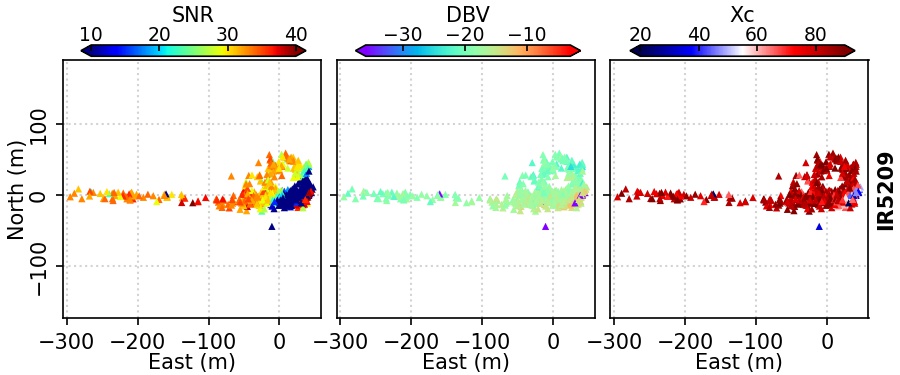 SNR DBV Xc
10 20 30 40 −30 −20 −10 20 40 60 80
North (m)
100
0
−100
−300 −200 −100 0 −300 −200 −100 0 −300 −200 −100 0
East (m) East (m) East (m)
IR5209